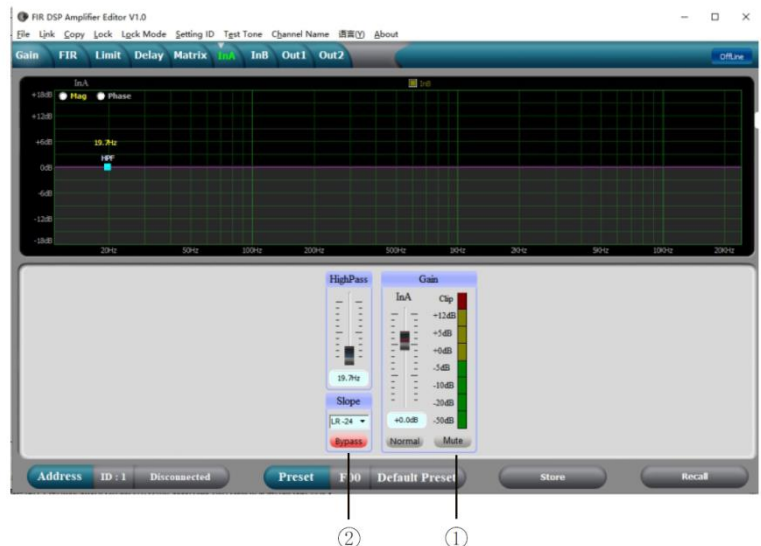 FIR DSP Amplifier Editor V1.0
File Link Copy Lock Lock Mode Setting ID Test Tone Channel Name 语言(Y) About
Gain FIR Limit Delay Matrix InA InB Out1 Out2 OffLine
InA InB
+18dB Mag Phase
+12dB
+6dB 19.7Hz
HPF
0dB
-6dB
-12dB
-18dB
20Hz 50Hz 100Hz 200Hz 500Hz 1KHz 2KHz 5KHz 10KHz 20KHz
HighPass Gain
InA Clip
+12dB
+5dB
+0dB
-5dB
19.7Hz
-10dB
Slope
-20dB
LR-24 +0.0dB -50dB
Bypass Normal Mute
Address ID : 1 Disconnected Preset F00 Default Preset Store Recall
② ①